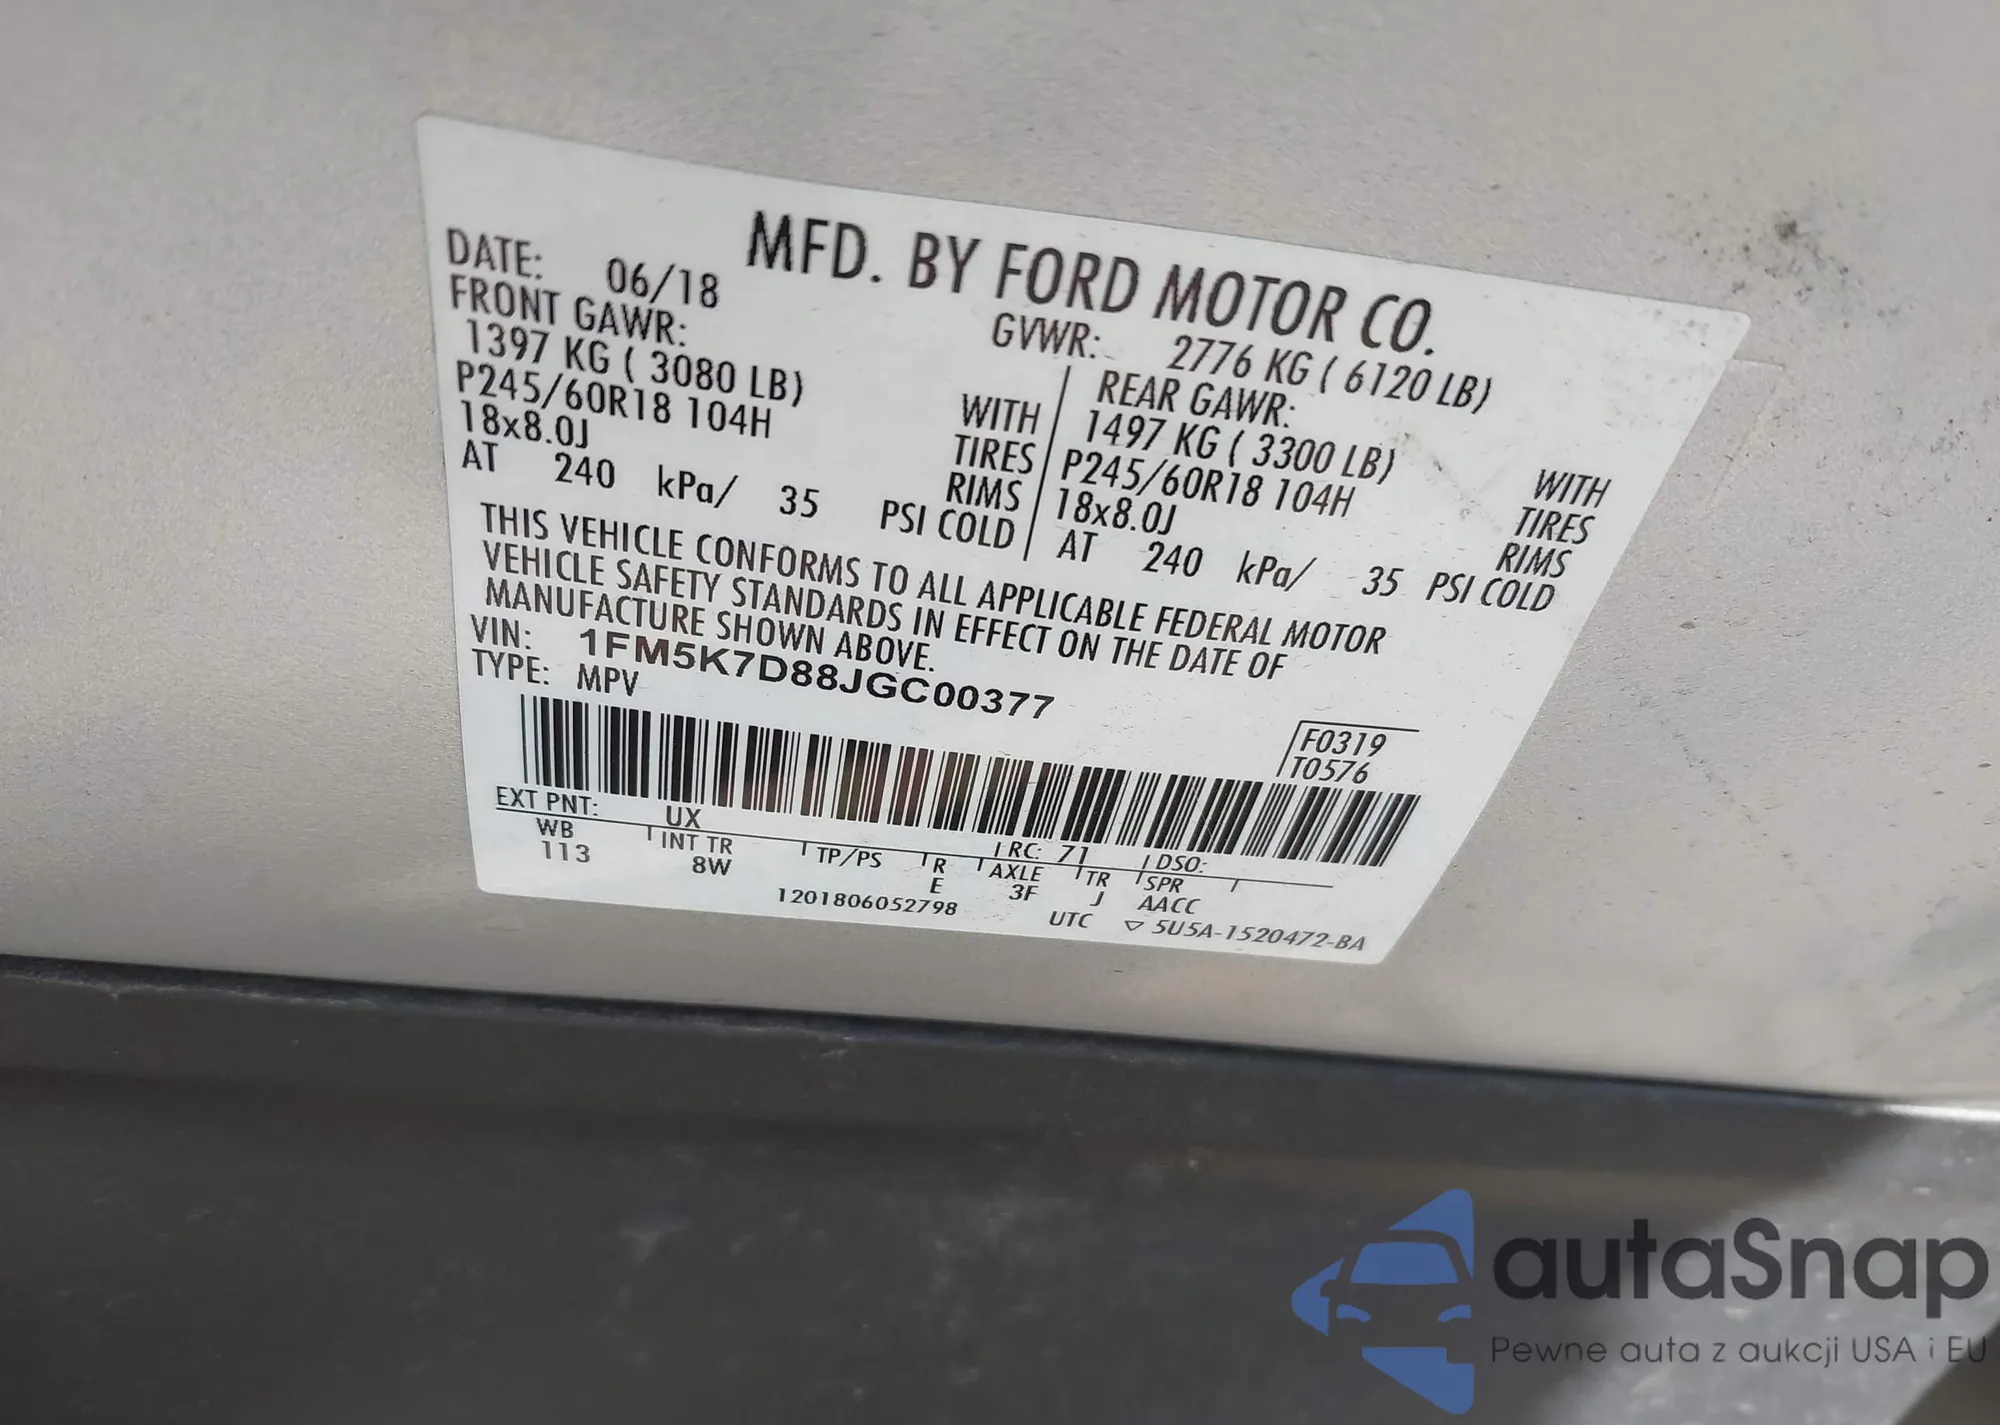 MFD. BY FORD MOTOR CO.
DATE: 06/18
GVWR: 2776 KG ( 6120 LB)
FRONT GAWR:
1397 KG ( 3080 LB) WITH
P245/60R18 104H TIRES
18x8.0J RIMS
AT 240 kPa/ 35 PSI COLD
REAR GAWR:
1497 KG ( 3300 LB) WITH
P245/60R18 104H TIRES
18x8.0J RIMS
AT 240 kPa/ 35 PSI COLD
THIS VEHICLE CONFORMS TO ALL APPLICABLE FEDERAL MOTOR
VEHICLE SAFETY STANDARDS IN EFFECT ON THE DATE OF
MANUFACTURE SHOWN ABOVE.
VIN: 1FM5K7D88JGC00377
TYPE: MPV
F0319
T0576
EXT PNT: UX RC: 71 DSO:
WB INT TR TP/PS R AXLE TR SPR
113 8W E 3F J AACC
1201806052798 UTC ▽ 5U5A-1520472-BA
autaSnap
Pewne auta z aukcji USA i EU